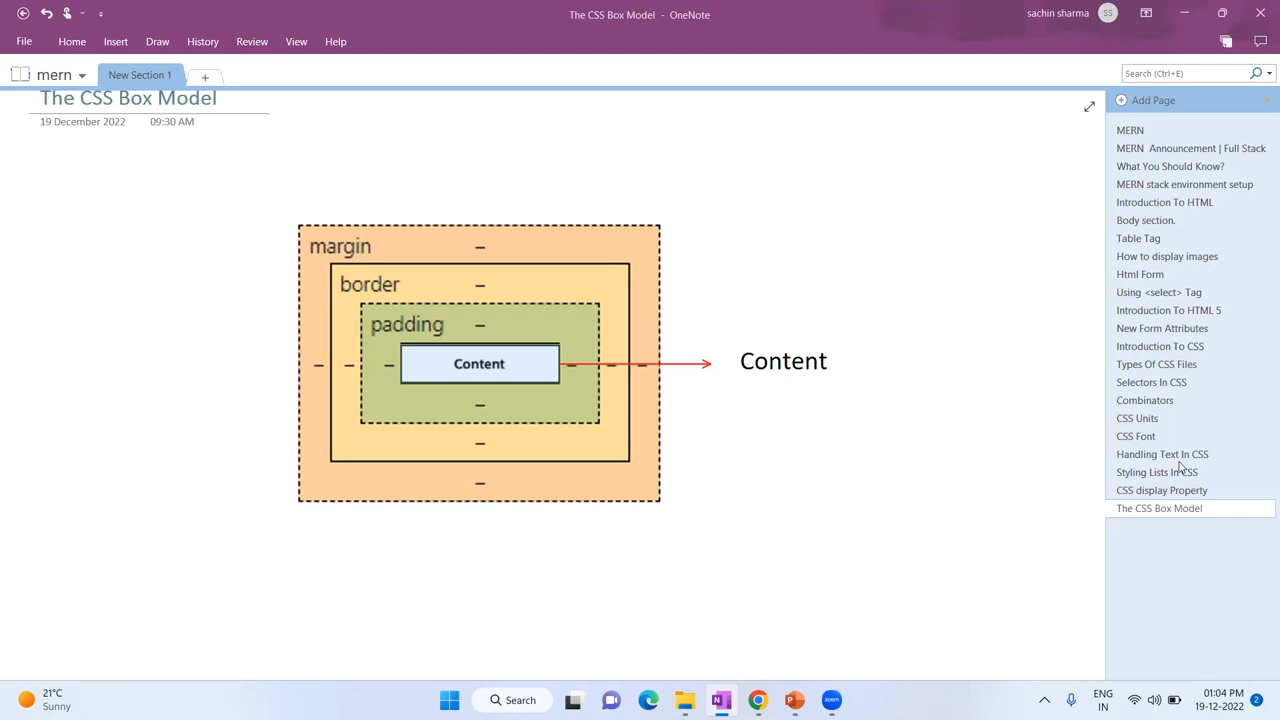 The CSS Box Model - OneNote
sachin sharma
SS
File Home Insert Draw History Review View Help
mern
New Section 1
+
Search (Ctrl+E)
The CSS Box Model
19 December 2022 09:30 AM
margin
border
padding
Content
Content
Add Page
MERN
MERN Announcement | Full Stack
What You Should Know?
MERN stack environment setup
Introduction To HTML
Body section.
Table Tag
How to display images
Html Form
Using <select> Tag
Introduction To HTML 5
New Form Attributes
Introduction To CSS
Types Of CSS Files
Selectors In CSS
Combinators
CSS Units
CSS Font
Handling Text In CSS
Styling Lists In CSS
CSS display Property
The CSS Box Model
21°C
Sunny
Search
zoom
ENG
IN
01:04 PM
19-12-2022
2